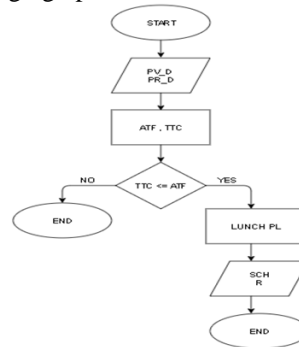 START
PV_D
PR_D
ATF , TTC
TTC <= ATF
NO
YES
END
LUNCH PL
SCH
R
END